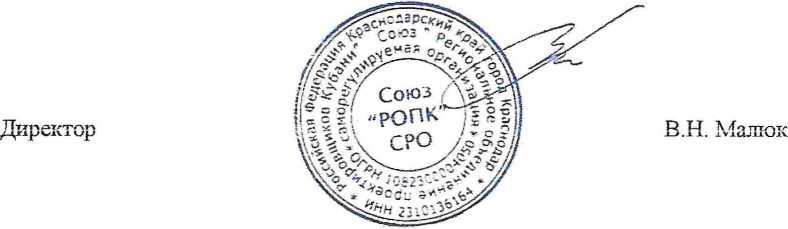 Директор
Российская Федерация Краснодарский край город Краснодар
Союз "Региональное объединение проектировщиков Кубани"
* саморегулируемая организация *
ОГРН 1082300004050
* ИНН 2310136164 *
Союз
"РОПК"
СРО
В.Н. Малюк